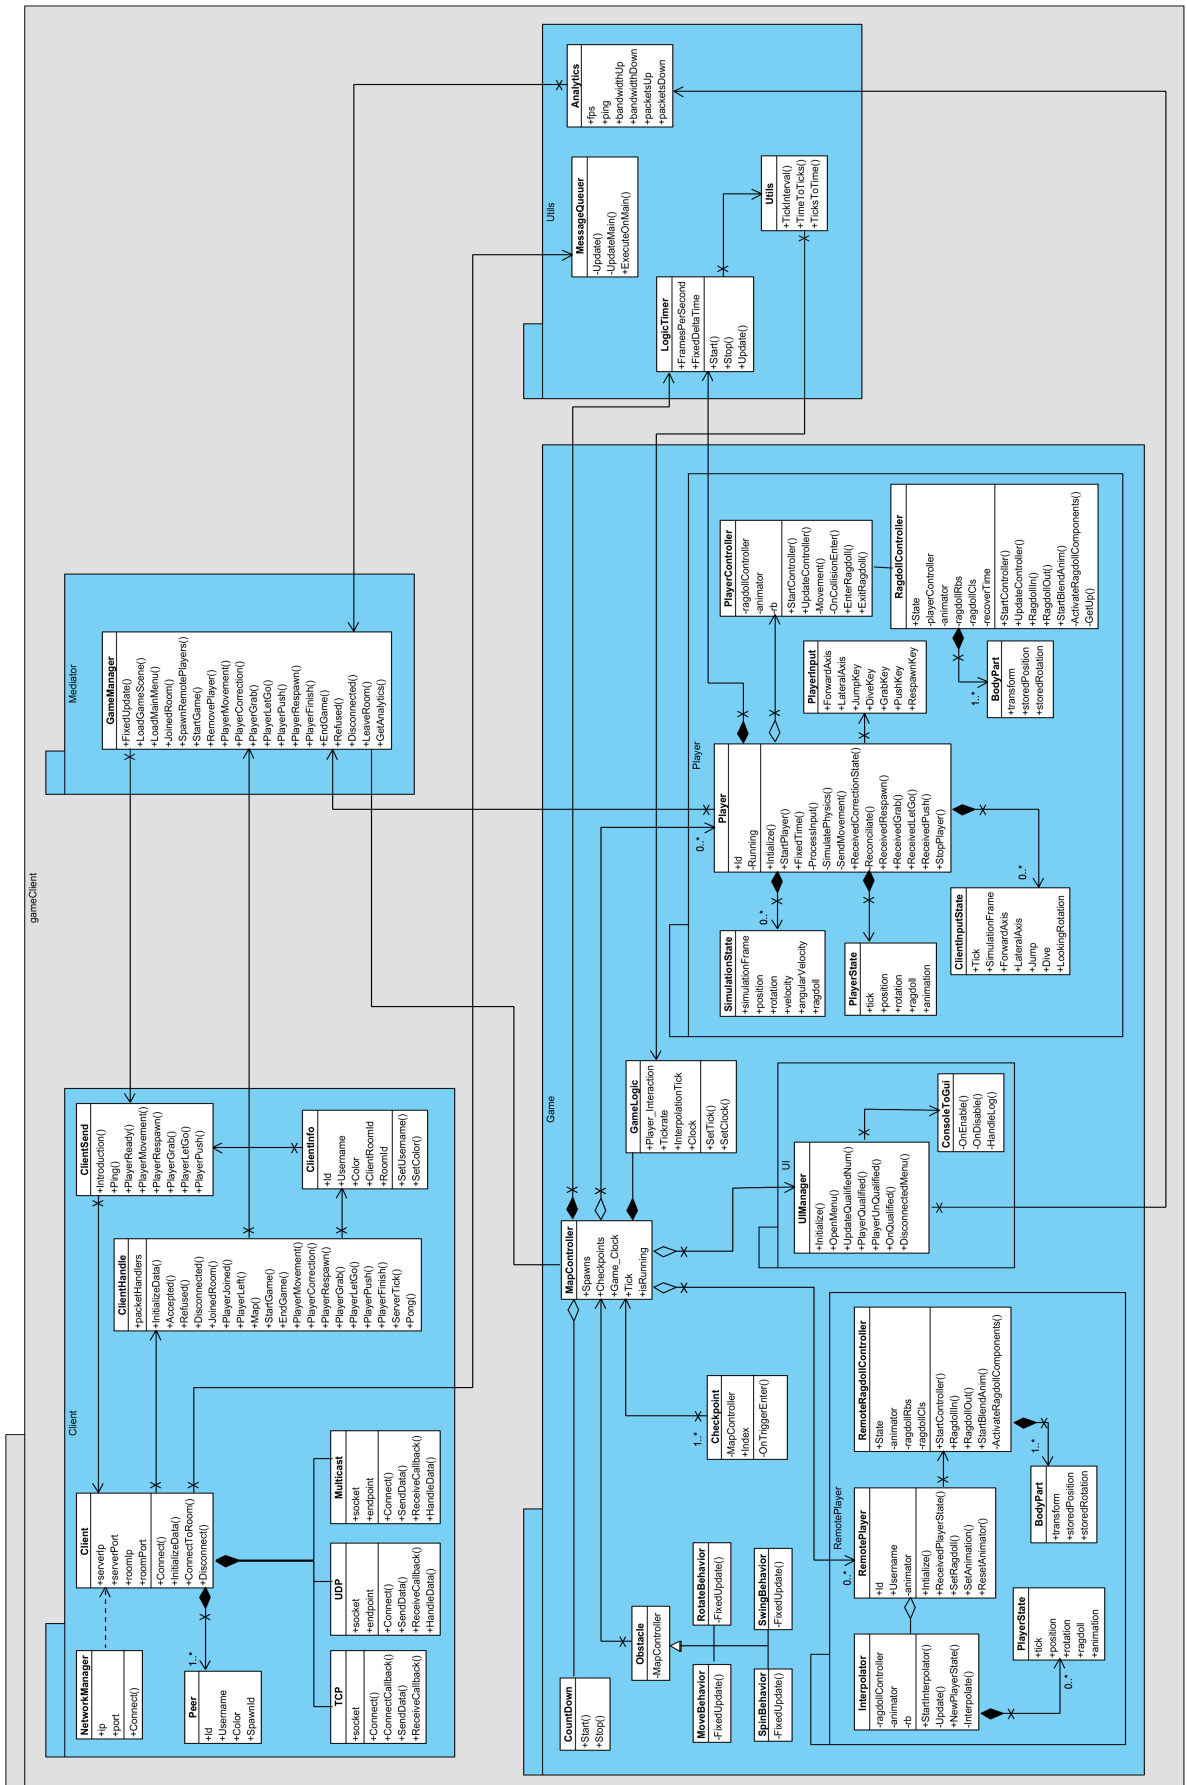 gameClient
Client
NetworkManager
+ip
+port
+Connect()
Client
+serverIp
+serverPort
+roomIp
+roomPort
+Connect()
+InitializeData()
+ConnectToRoom()
+Disconnect()
ClientHandle
+packetHandlers
+InitializeData()
+Accepted()
+Refused()
+Disconnected()
+JoinedRoom()
+PlayerJoined()
+PlayerLeft()
+Map()
+StartGame()
+EndGame()
+PlayerMovement()
+PlayerCorrection()
+PlayerRespawn()
+PlayerGrab()
+PlayerLetGo()
+PlayerPush()
+PlayerFinish()
+ServerTick()
+Pong()
ClientSend
+Introduction()
+Ping()
+PlayerReady()
+PlayerMovement()
+PlayerRespawn()
+PlayerGrab()
+PlayerLetGo()
+PlayerPush()
Peer
+Id
+Username
+Color
+SpawnId
1..*
ClientInfo
+Id
+Username
+Color
+ClientRoomId
+RoomId
+SetUsername()
+SetColor()
TCP
+socket
+Connect()
+ConnectCallback()
+SendData()
+ReceiveCallback()
UDP
+socket
+endpoint
+Connect()
+SendData()
+ReceiveCallback()
+HandleData()
Multicast
+socket
+endpoint
+Connect()
+SendData()
+ReceiveCallback()
+HandleData()
Mediator
GameManager
+FixedUpdate()
+LoadGameScene()
+LoadMainMenu()
+JoinedRoom()
+SpawnRemotePlayers()
+StartGame()
+RemovePlayer()
+PlayerMovement()
+PlayerCorrection()
+PlayerGrab()
+PlayerLetGo()
+PlayerPush()
+PlayerRespawn()
+PlayerFinish()
+EndGame()
+Refused()
+Disconnected()
+LeaveRoom()
+GetAnalytics()
Utils
Analytics
+fps
+ping
+bandwidthUp
+bandwidthDown
+packetsUp
+packetsDown
MessageQueuer
-Update()
-UpdateMain()
+ExecuteOnMain()
LogicTimer
+FramesPerSecond
+FixedDeltaTime
+Start()
+Stop()
+Update()
Utils
+TickInterval()
+TimeToTicks()
+TicksToTime()
Game
CountDown
+Start()
+Stop()
Obstacle
-MapController
MoveBehavior
-FixedUpdate()
RotateBehavior
-FixedUpdate()
SpinBehavior
-FixedUpdate()
SwingBehavior
-FixedUpdate()
Checkpoint
-MapController
+Index
-OnTriggerEnter()
1..*
MapController
+Spawns
+Checkpoints
+Game_Clock
+Tick
+isRunning
GameLogic
+Player_Interaction
+Tickrate
+InterpolationTick
+Clock
+SetTick()
+SetClock()
UI
UIManager
+Initialize()
+OpenMenu()
+UpdateQualifiedNum()
+PlayerQualified()
+PlayerUnQualified()
+OnQualified()
+DisconnectedMenu()
ConsoleToGui
-OnEnable()
-OnDisable()
-HandleLog()
RemotePlayer
Interpolator
-ragdollController
-animator
-rb
+StartInterpolator()
-Update()
+NewPlayerState()
-Interpolate()
RemotePlayer
+Id
+Username
-animator
+Intialize()
+ReceivedPlayerState()
+SetRagdoll()
+SetAnimation()
+ResetAnimator()
0..*
RemoteRagdollController
+State
-animator
-ragdollRbs
-ragdollCls
+StartController()
+RagdollIn()
+RagdollOut()
+StartBlendAnim()
-ActivateRagdollComponents()
PlayerState
+tick
+position
+rotation
+ragdoll
+animation
0..*
BodyPart
+transform
+storedPosition
+storedRotation
1..*
Player
SimulationState
+simulationFrame
+position
+rotation
+velocity
+angularVelocity
+ragdoll
0..*
Player
+Id
-Running
+Intialize()
+StartPlayer()
+FixedTime()
-ProcessInput()
-SimulatePhysics()
-SendMovement()
+ReceivedCorrectionState()
-Reconciliate()
+ReceivedRespawn()
+ReceivedGrab()
+ReceivedLetGo()
+ReceivedPush()
+StopPlayer()
0..*
PlayerController
-ragdollController
-animator
-rb
+StartController()
+UpdateController()
-Movement()
-OnCollisionEnter()
+EnterRagdoll()
+ExitRagdoll()
PlayerInput
+ForwardAxis
+LateralAxis
+JumpKey
+DiveKey
+GrabKey
+PushKey
+RespawnKey
PlayerState
+tick
+position
+rotation
+ragdoll
+animation
RagdollController
+State
-playerController
-animator
-ragdollRbs
-ragdollCls
-recoverTime
+StartController()
+UpdateController()
+RagdollIn()
+RagdollOut()
+StartBlendAnim()
-ActivateRagdollComponents()
-GetUp()
ClientInputState
+Tick
+SimulationFrame
+ForwardAxis
+LateralAxis
+Jump
+Dive
+LookingRotation
0..*
BodyPart
+transform
+storedPosition
+storedRotation
1..*